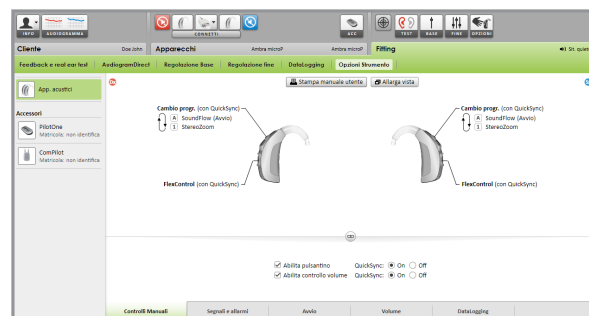 INFO AUDIOGRAMMA CONNETTI ACC TEST BASE FINE OPZIONI
Cliente Doe John Apparecchi Ambra microP Ambra microP Fitting Sit. quiet
Feedback e real ear test AudiogramDirect Regolazione Base Regolazione fine DataLogging Opzioni Strumento
App. acustici
Stampa manuale utente Allarga vista
Accessori
PilotOne
Matricola: non identifica
ComPilot
Matricola: non identifica
Cambio progr. (con QuickSync)
A SoundFlow (Avvio)
1 StereoZoom
FlexControl (con QuickSync)
Cambio progr. (con QuickSync)
A SoundFlow (Avvio)
1 StereoZoom
FlexControl (con QuickSync)
Abilita pulsantino QuickSync: On Off
Abilita controllo volume QuickSync: On Off
Controlli Manuali Segnali e allarmi Avvio Volume DataLogging